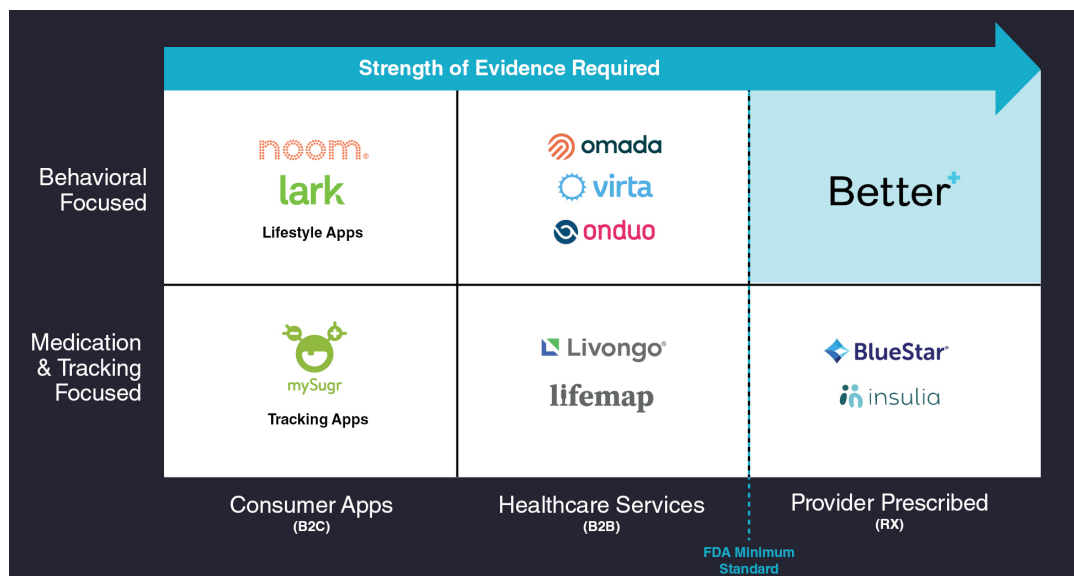 Strength of Evidence Required
Behavioral
Focused
noom®
lark
Lifestyle Apps
omada
virta
onduo
Better+
Medication
& Tracking
Focused
mySugr
Tracking Apps
Livongo®
lifemap
BlueStar®
insulia
Consumer Apps
(B2C)
Healthcare Services
(B2B)
Provider Prescribed
(RX)
FDA Minimum
Standard